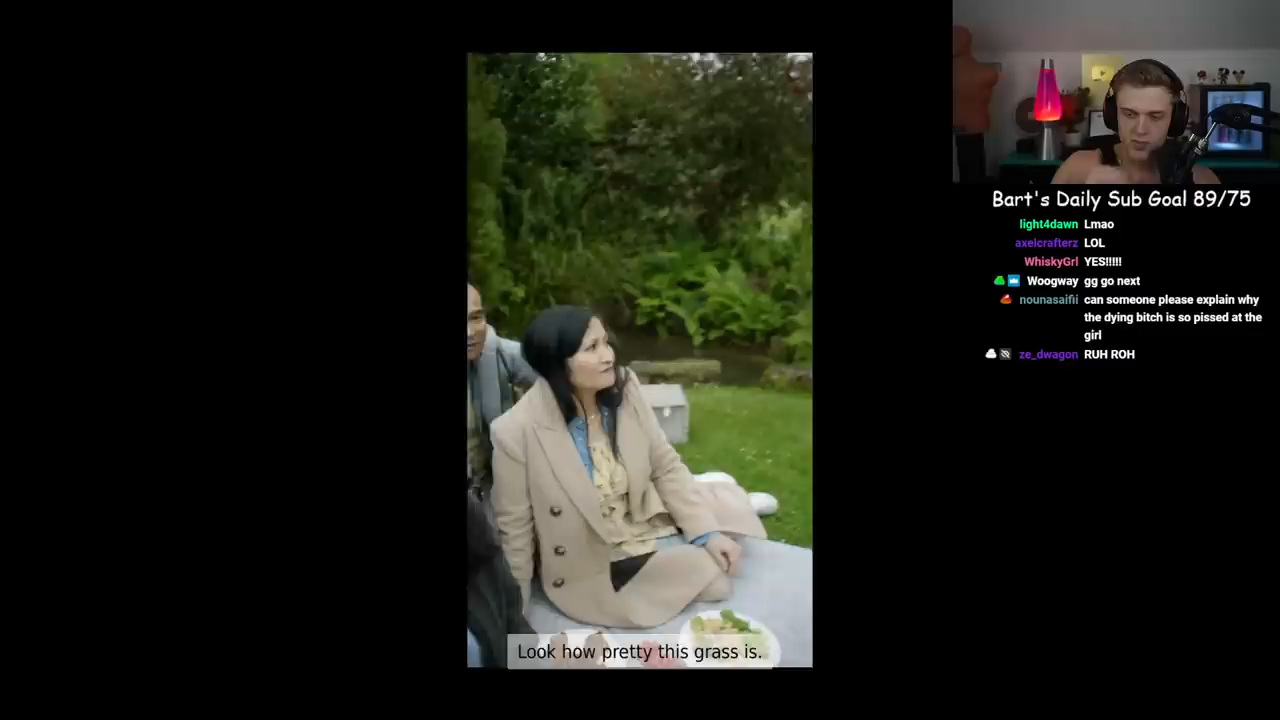 Bart's Daily Sub Goal 89/75
light4dawn Lmao
axelcrafterz LOL
WhiskyGrl YES!!!!!
Woogway gg go next
nounasaifii can someone please explain why
the dying bitch is so pissed at the
girl
ze_dwagon RUH ROH
Look how pretty this grass is.